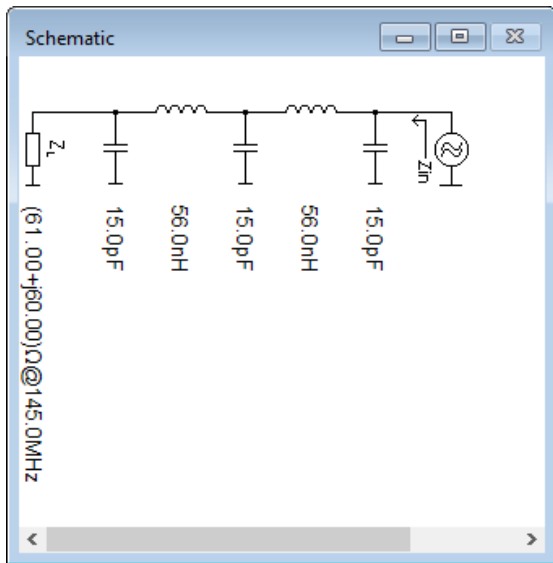 Schematic
ZL
Zin
(61.00+j60.00)Ω@145.0MHz
15.0pF
56.0nH
15.0pF
56.0nH
15.0pF